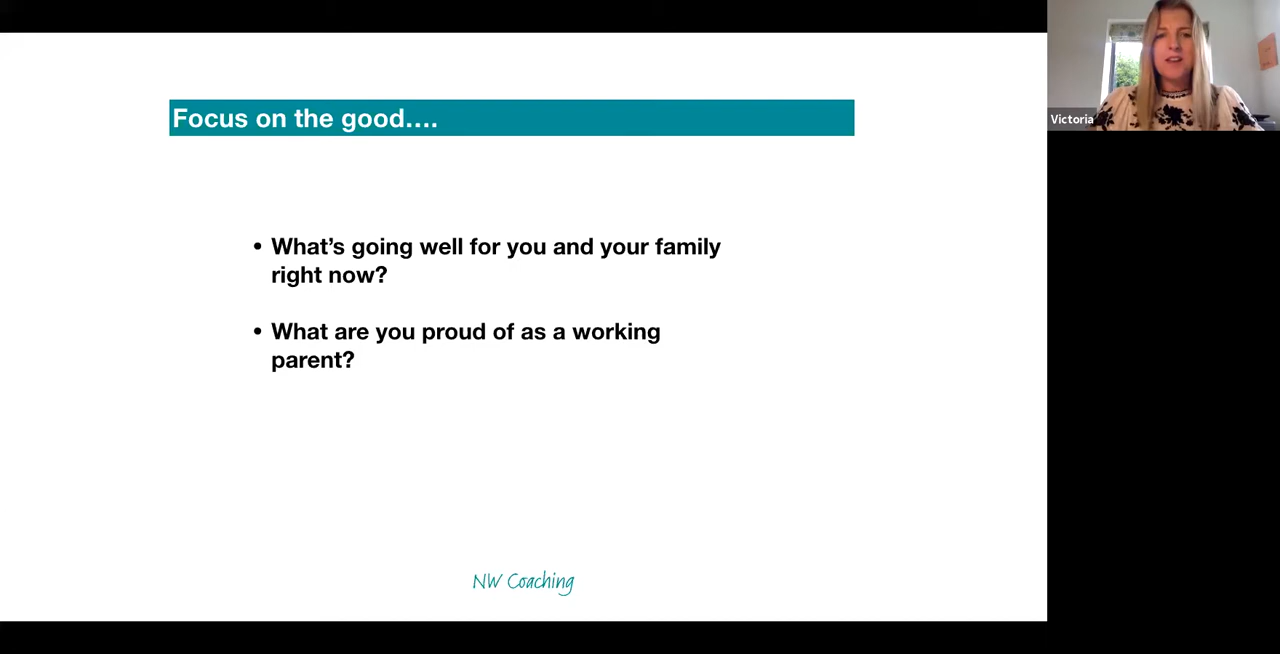 Focus on the good....
• What's going well for you and your family
right now?
• What are you proud of as a working
parent?
NW Coaching
Victoria